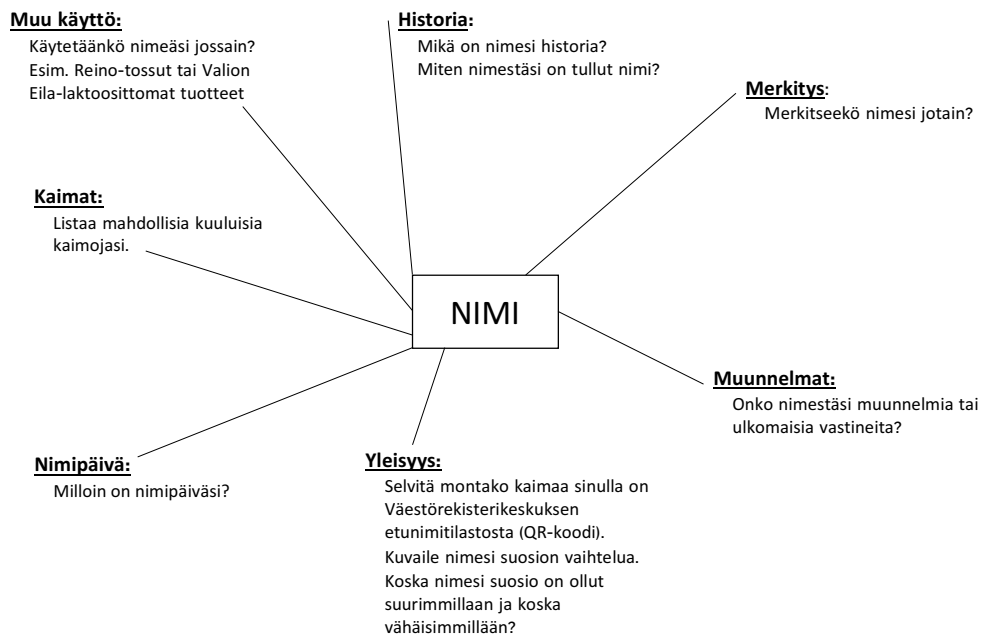 Muu käyttö:
Käytetäänkö nimeäsi jossain?
Esim. Reino-tossut tai Valion
Eila-laktoosittomat tuotteet
Historia:
Mikä on nimesi historia?
Miten nimestäsi on tullut nimi?
Merkitys:
Merkitseekö nimesi jotain?
Kaimat:
Listaa mahdollisia kuuluisia
kaimojasi.
NIMI
Muunnelmat:
Onko nimestäsi muunnelmia tai
ulkomaisia vastineita?
Nimipäivä:
Milloin on nimipäiväsi?
Yleisyys:
Selvitä montako kaimaa sinulla on
Väestörekisterikeskuksen
etunimitilastosta (QR-koodi).
Kuvaile nimesi suosion vaihtelua.
Koska nimesi suosio on ollut
suurimmillaan ja koska
vähäisimmillään?